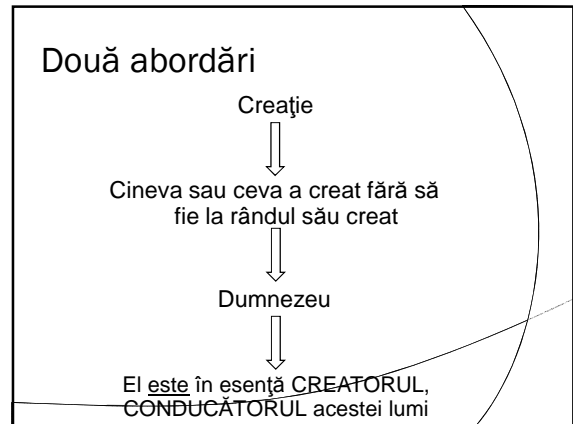 Două abordări
Creaţie
Cineva sau ceva a creat fără să
fie la rândul său creat
Dumnezeu
El este în esenţă CREATORUL,
CONDUCĂTORUL acestei lumi